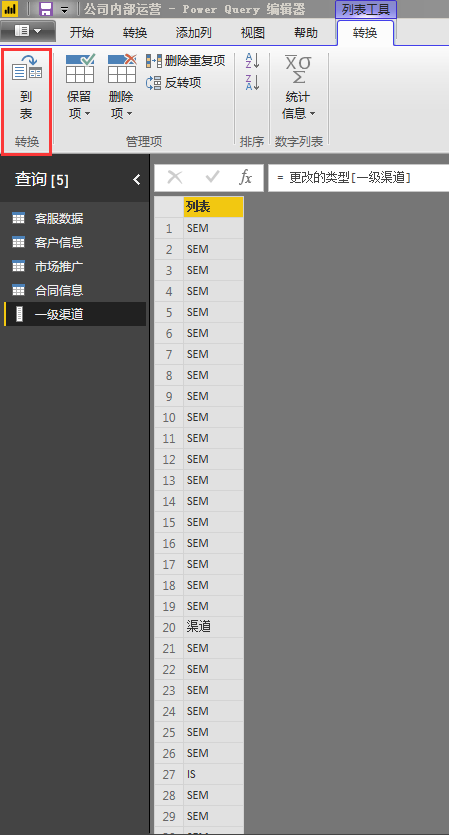 公司内部运营 - Power Query 编辑器
列表工具
开始 转换 添加列 视图 帮助 转换
到
表
转换
保留
项
删除
项
删除重复项
反转项
管理项
排序
统计
信息
数字列表
查询 [5]
客服数据
客户信息
市场推广
合同信息
一级渠道
fx
= 更改的类型[一级渠道]
列表
1 SEM
2 SEM
3 SEM
4 SEM
5 SEM
6 SEM
7 SEM
8 SEM
9 SEM
10 SEM
11 SEM
12 SEM
13 SEM
14 SEM
15 SEM
16 SEM
17 SEM
18 SEM
19 SEM
20 渠道
21 SEM
22 SEM
23 SEM
24 SEM
25 SEM
26 SEM
27 IS
28 SEM
29 SEM